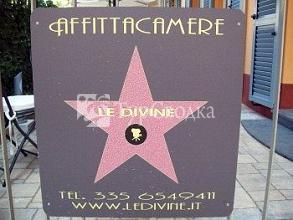 AFFITTACAMERE
LE DIVINE
TEL. 335 6549411
WWW.LEDIVINE.IT